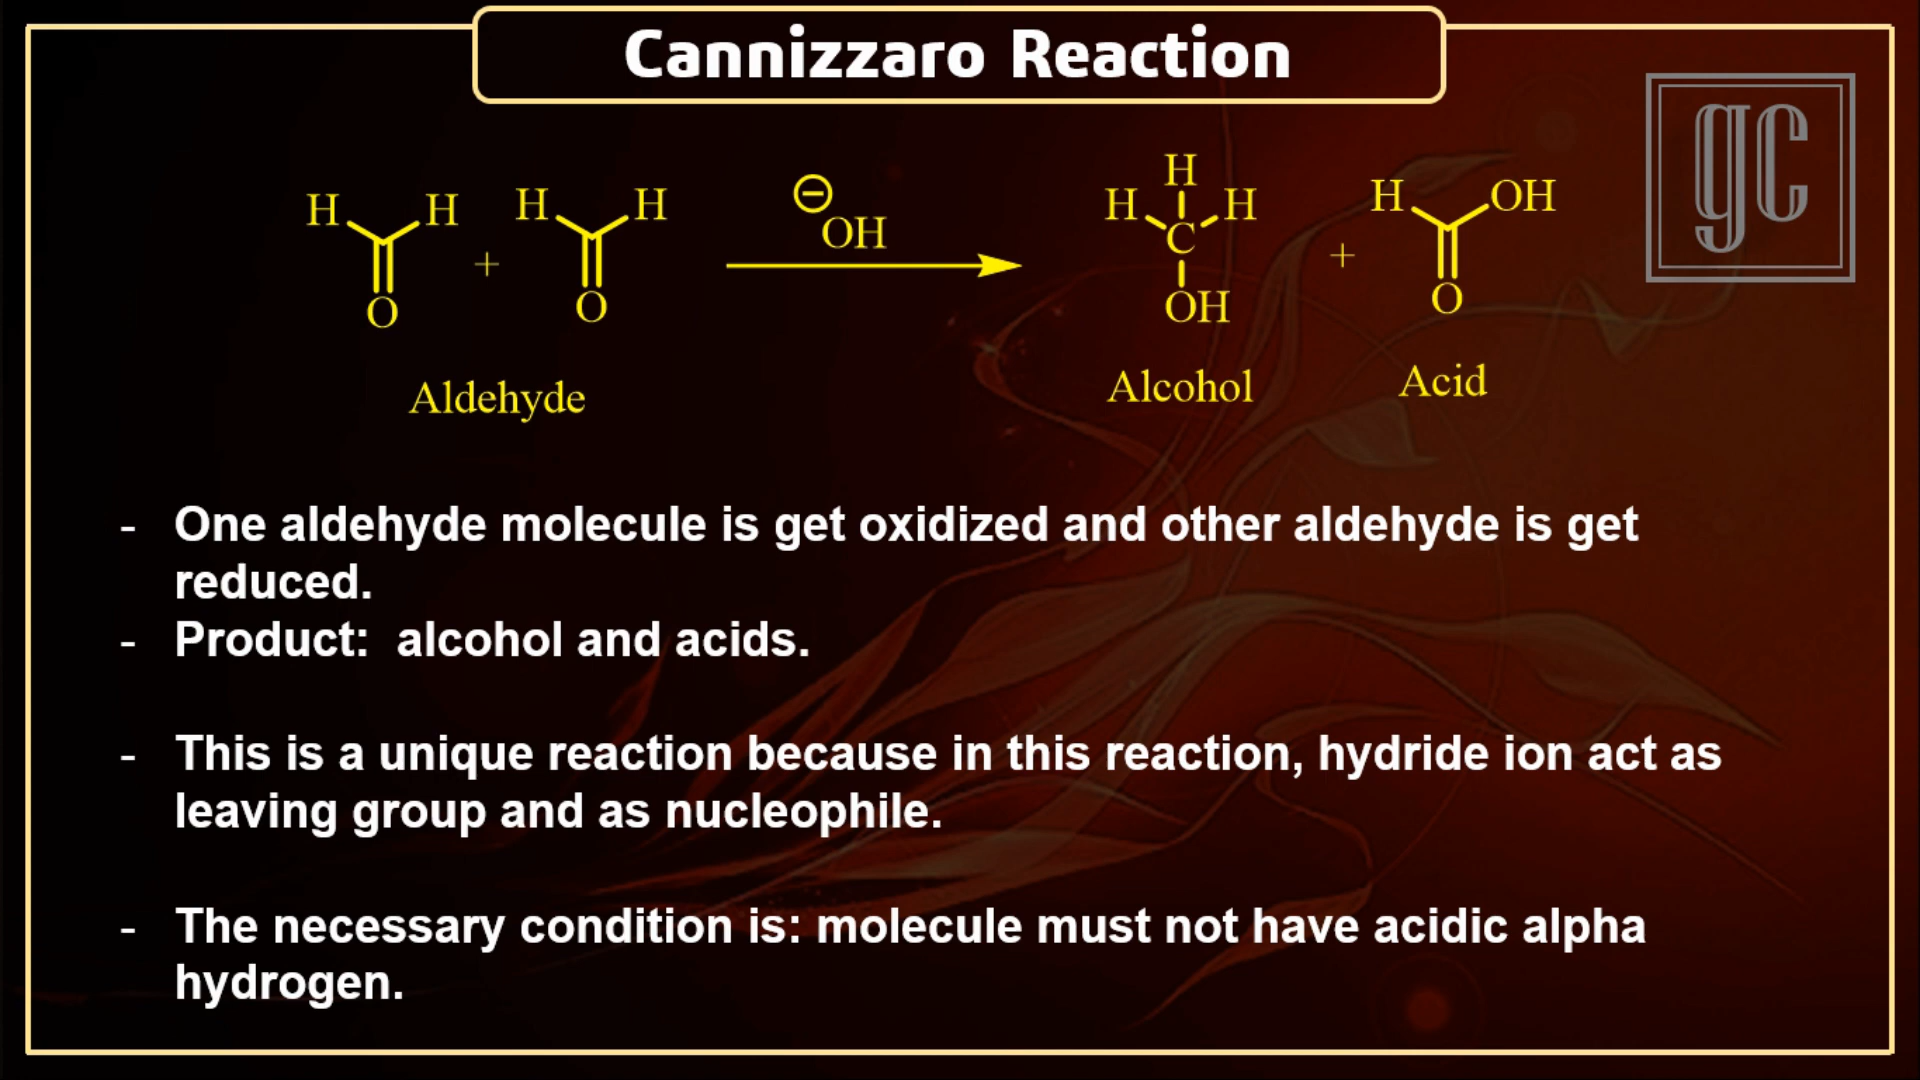 Cannizzaro Reaction
gc
H H + H H ⊖OH H H H C OH + H OH
O O O
Aldehyde Alcohol Acid
- One aldehyde molecule is get oxidized and other aldehyde is get
reduced.
- Product: alcohol and acids.
- This is a unique reaction because in this reaction, hydride ion act as
leaving group and as nucleophile.
- The necessary condition is: molecule must not have acidic alpha
hydrogen.